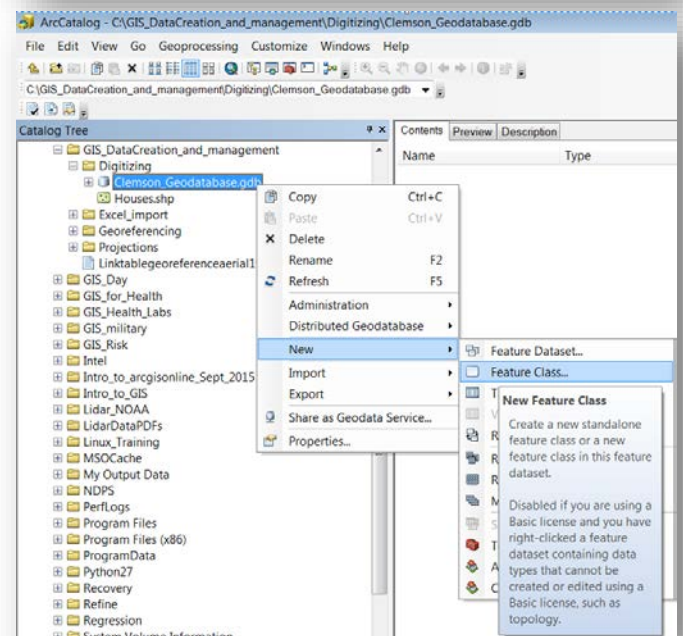 ArcCatalog - C:\GIS_DataCreation_and_management\Digitizing\Clemson_Geodatabase.gdb
File Edit View Go Geoprocessing Customize Windows Help
C:\GIS_DataCreation_and_management\Digitizing\Clemson_Geodatabase.gdb
Catalog Tree
Contents Preview Description
Name Type
GIS_DataCreation_and_management
Digitizing
Clemson_Geodatabase.gdb
Houses.shp
Excel_import
Georeferencing
Projections
Linktablegeoreferenceaerial1
GIS_Day
GIS_for_Health
GIS_Health_Labs
GIS_military
GIS_Risk
Intel
Intro_to_arcgisonline_Sept_2015
Intro_to_GIS
Lidar_NOAA
LidarDataPDFs
Linux_Training
MSOCache
My Output Data
NDPS
PerfLogs
Program Files
Program Files (x86)
ProgramData
Python27
Recovery
Refine
Regression
System Volume Information
Copy Ctrl+C
Paste Ctrl+V
Delete
Rename F2
Refresh F5
Administration
Distributed Geodatabase
New
Import
Export
Share as Geodata Service...
Properties...
Feature Dataset...
Feature Class...
T
V
R
R
R
M
S
T
A
C
New Feature Class
Create a new standalone
feature class or a new
feature class in this feature
dataset.
Disabled if you are using a
Basic license and you have
right-clicked a feature
dataset containing data
types that cannot be
created or edited using a
Basic license, such as
topology.